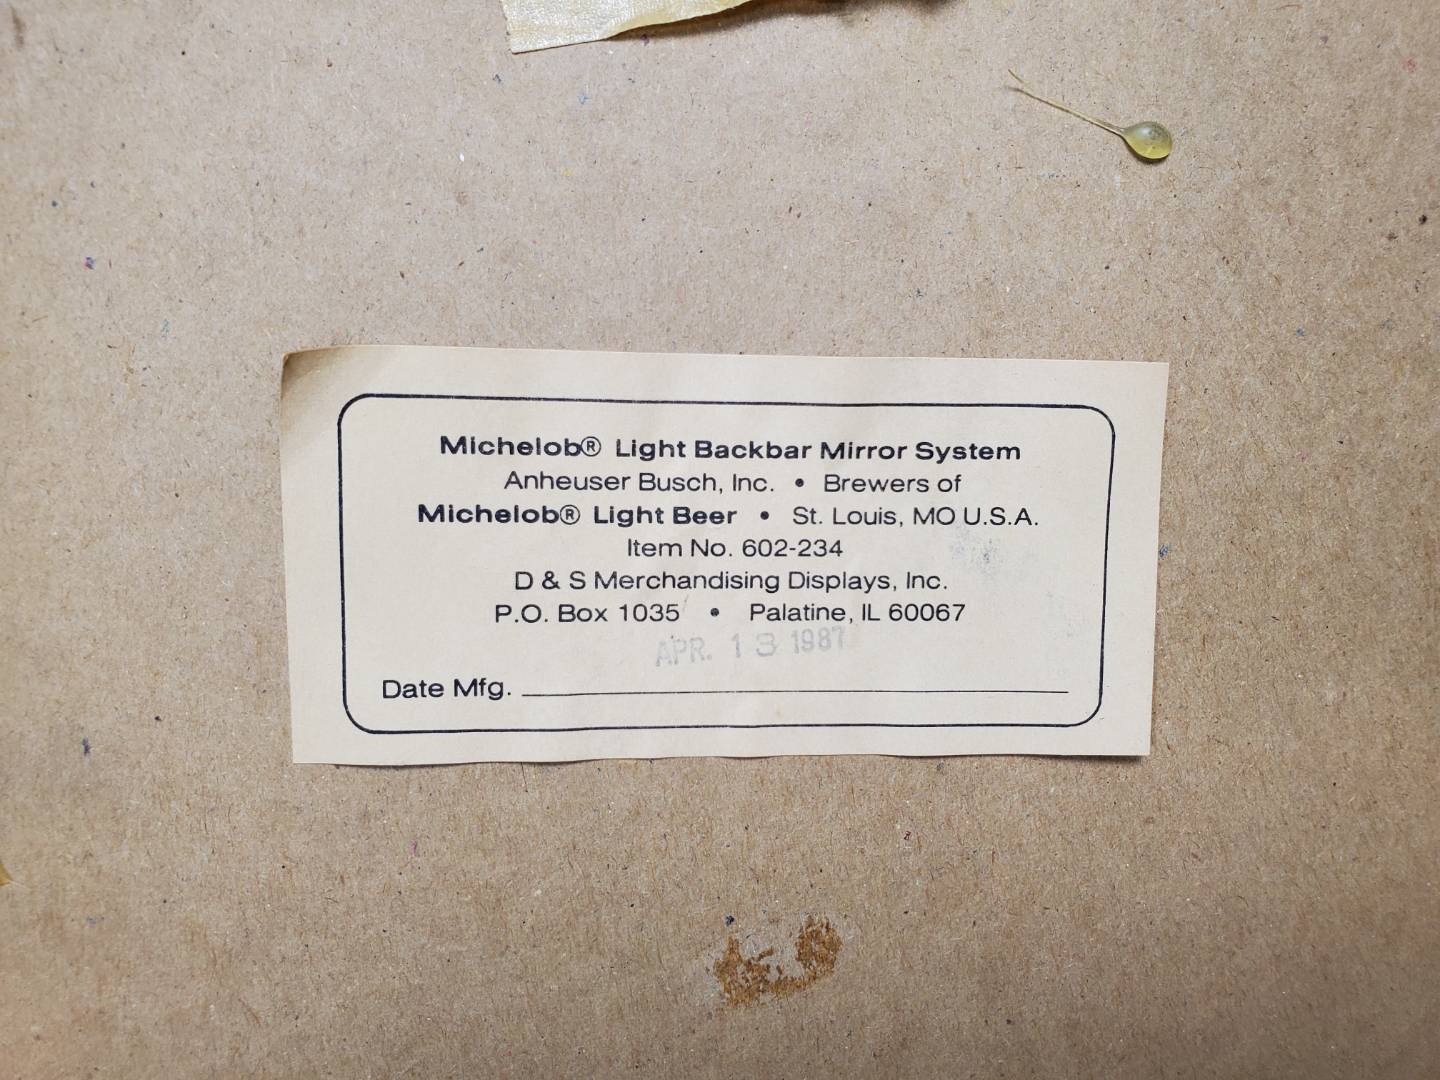 Michelob® Light Backbar Mirror System
Anheuser Busch, Inc. • Brewers of
Michelob® Light Beer • St. Louis, MO U.S.A.
Item No. 602-234
D & S Merchandising Displays, Inc.
P.O. Box 1035 • Palatine, IL 60067
APR. 13 1987
Date Mfg.